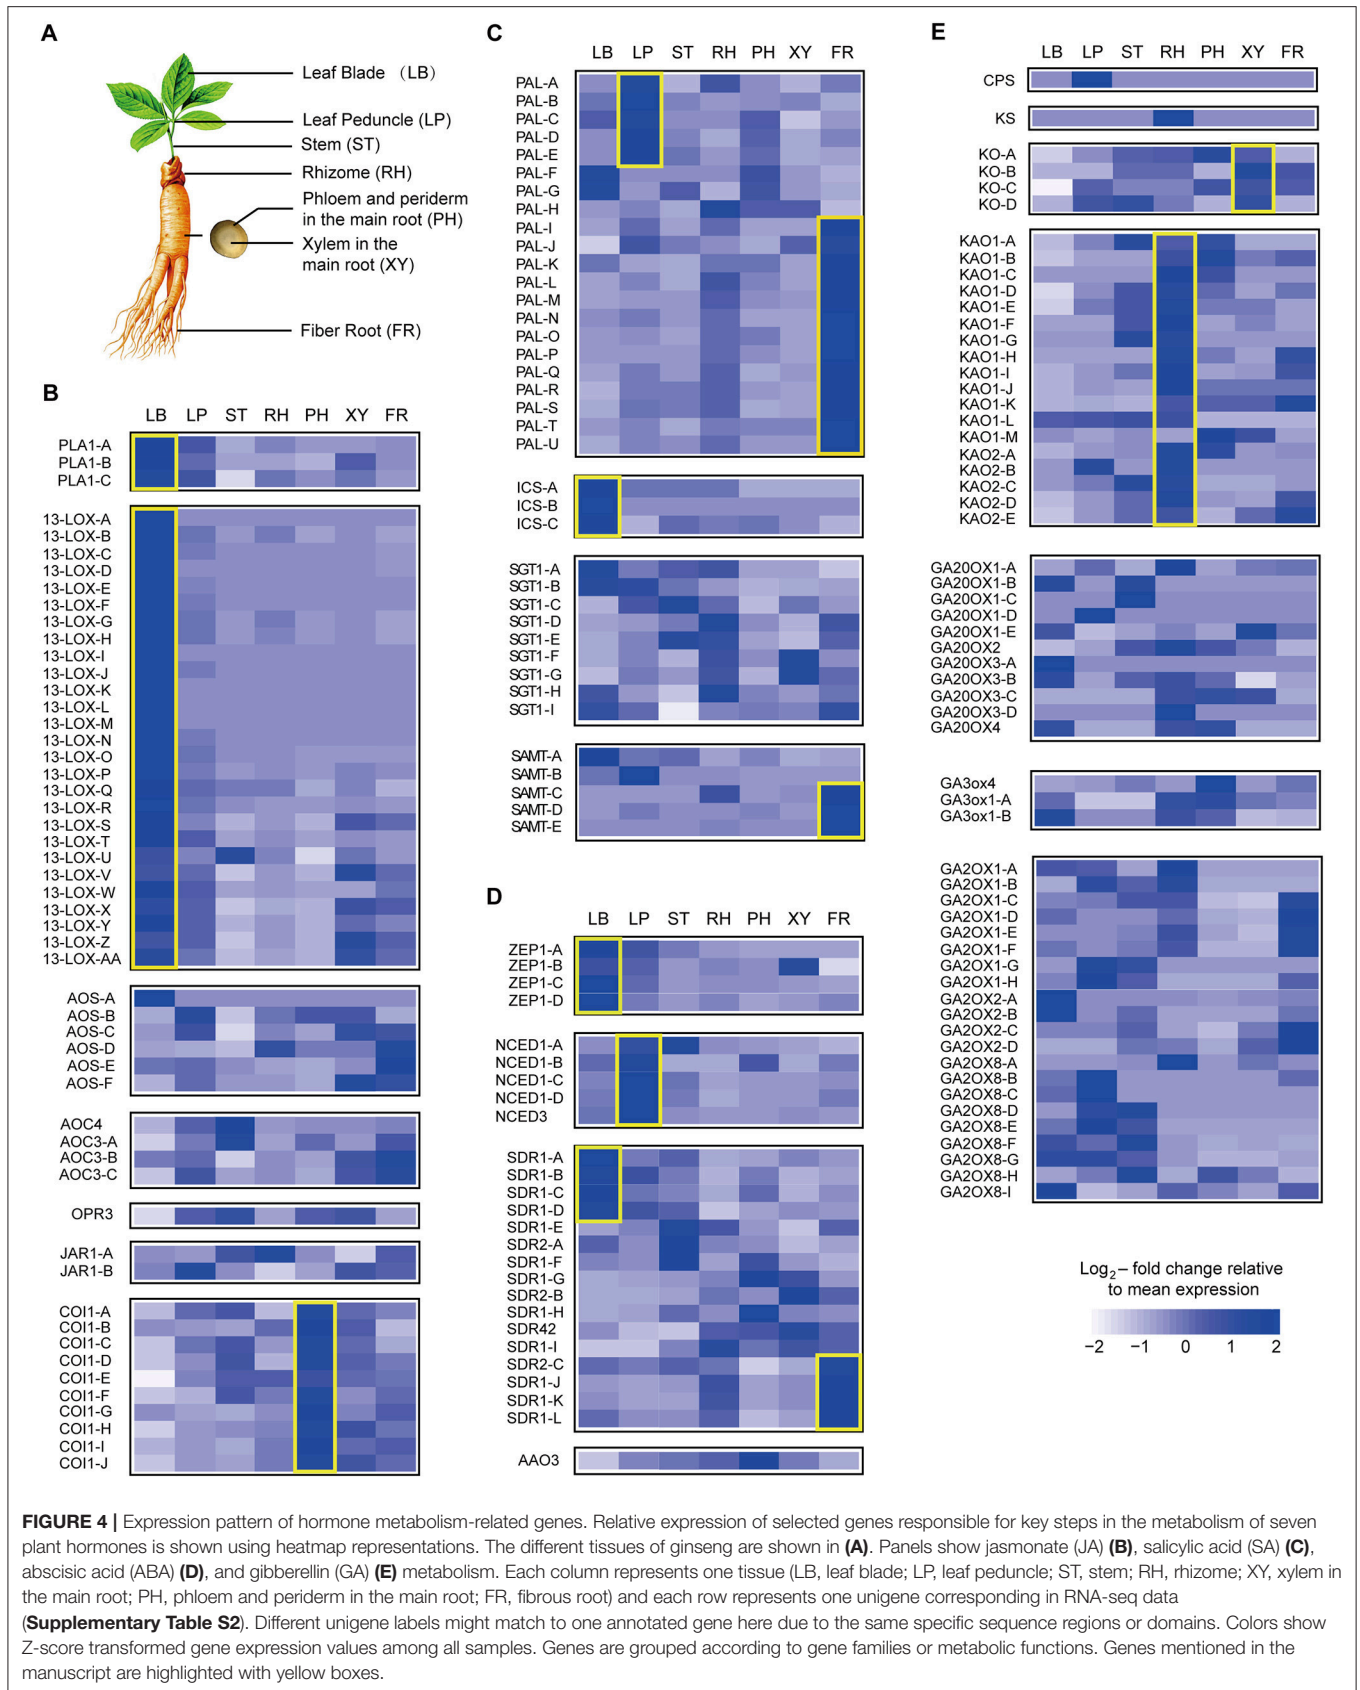 A
Leaf Blade （LB）
Leaf Peduncle (LP)
Stem (ST)
Rhizome (RH)
Phloem and periderm
in the main root (PH)
Xylem in the
main root (XY)
Fiber Root (FR)
B
LB LP ST RH PH XY FR
PLA1-A
PLA1-B
PLA1-C
13-LOX-A
13-LOX-B
13-LOX-C
13-LOX-D
13-LOX-E
13-LOX-F
13-LOX-G
13-LOX-H
13-LOX-I
13-LOX-J
13-LOX-K
13-LOX-L
13-LOX-M
13-LOX-N
13-LOX-O
13-LOX-P
13-LOX-Q
13-LOX-R
13-LOX-S
13-LOX-T
13-LOX-U
13-LOX-V
13-LOX-W
13-LOX-X
13-LOX-Y
13-LOX-Z
13-LOX-AA
AOS-A
AOS-B
AOS-C
AOS-D
AOS-E
AOS-F
AOC4
AOC3-A
AOC3-B
AOC3-C
OPR3
JAR1-A
JAR1-B
COI1-A
COI1-B
COI1-C
COI1-D
COI1-E
COI1-F
COI1-G
COI1-H
COI1-I
COI1-J
C
LB LP ST RH PH XY FR
PAL-A
PAL-B
PAL-C
PAL-D
PAL-E
PAL-F
PAL-G
PAL-H
PAL-I
PAL-J
PAL-K
PAL-L
PAL-M
PAL-N
PAL-O
PAL-P
PAL-Q
PAL-R
PAL-S
PAL-T
PAL-U
ICS-A
ICS-B
ICS-C
SGT1-A
SGT1-B
SGT1-C
SGT1-D
SGT1-E
SGT1-F
SGT1-G
SGT1-H
SGT1-I
SAMT-A
SAMT-B
SAMT-C
SAMT-D
SAMT-E
D
LB LP ST RH PH XY FR
ZEP1-A
ZEP1-B
ZEP1-C
ZEP1-D
NCED1-A
NCED1-B
NCED1-C
NCED1-D
NCED3
SDR1-A
SDR1-B
SDR1-C
SDR1-D
SDR1-E
SDR2-A
SDR1-F
SDR1-G
SDR2-B
SDR1-H
SDR42
SDR1-I
SDR2-C
SDR1-J
SDR1-K
SDR1-L
AAO3
E
LB LP ST RH PH XY FR
CPS
KS
KO-A
KO-B
KO-C
KO-D
KAO1-A
KAO1-B
KAO1-C
KAO1-D
KAO1-E
KAO1-F
KAO1-G
KAO1-H
KAO1-I
KAO1-J
KAO1-K
KAO1-L
KAO1-M
KAO2-A
KAO2-B
KAO2-C
KAO2-D
KAO2-E
GA20OX1-A
GA20OX1-B
GA20OX1-C
GA20OX1-D
GA20OX1-E
GA20OX2
GA20OX3-A
GA20OX3-B
GA20OX3-C
GA20OX3-D
GA20OX4
GA3ox4
GA3ox1-A
GA3ox1-B
GA2OX1-A
GA2OX1-B
GA2OX1-C
GA2OX1-D
GA2OX1-E
GA2OX1-F
GA2OX1-G
GA2OX1-H
GA2OX2-A
GA2OX2-B
GA2OX2-C
GA2OX2-D
GA2OX8-A
GA2OX8-B
GA2OX8-C
GA2OX8-D
GA2OX8-E
GA2OX8-F
GA2OX8-G
GA2OX8-H
GA2OX8-I
Log2 – fold change relative
to mean expression
−2 −1 0 1 2
FIGURE 4 | Expression pattern of hormone metabolism-related genes. Relative expression of selected genes responsible for key steps in the metabolism of seven
plant hormones is shown using heatmap representations. The different tissues of ginseng are shown in (A). Panels show jasmonate (JA) (B), salicylic acid (SA) (C),
abscisic acid (ABA) (D), and gibberellin (GA) (E) metabolism. Each column represents one tissue (LB, leaf blade; LP, leaf peduncle; ST, stem; RH, rhizome; XY, xylem in
the main root; PH, phloem and periderm in the main root; FR, fibrous root) and each row represents one unigene corresponding in RNA-seq data
(Supplementary Table S2). Different unigene labels might match to one annotated gene here due to the same specific sequence regions or domains. Colors show
Z-score transformed gene expression values among all samples. Genes are grouped according to gene families or metabolic functions. Genes mentioned in the
manuscript are highlighted with yellow boxes.